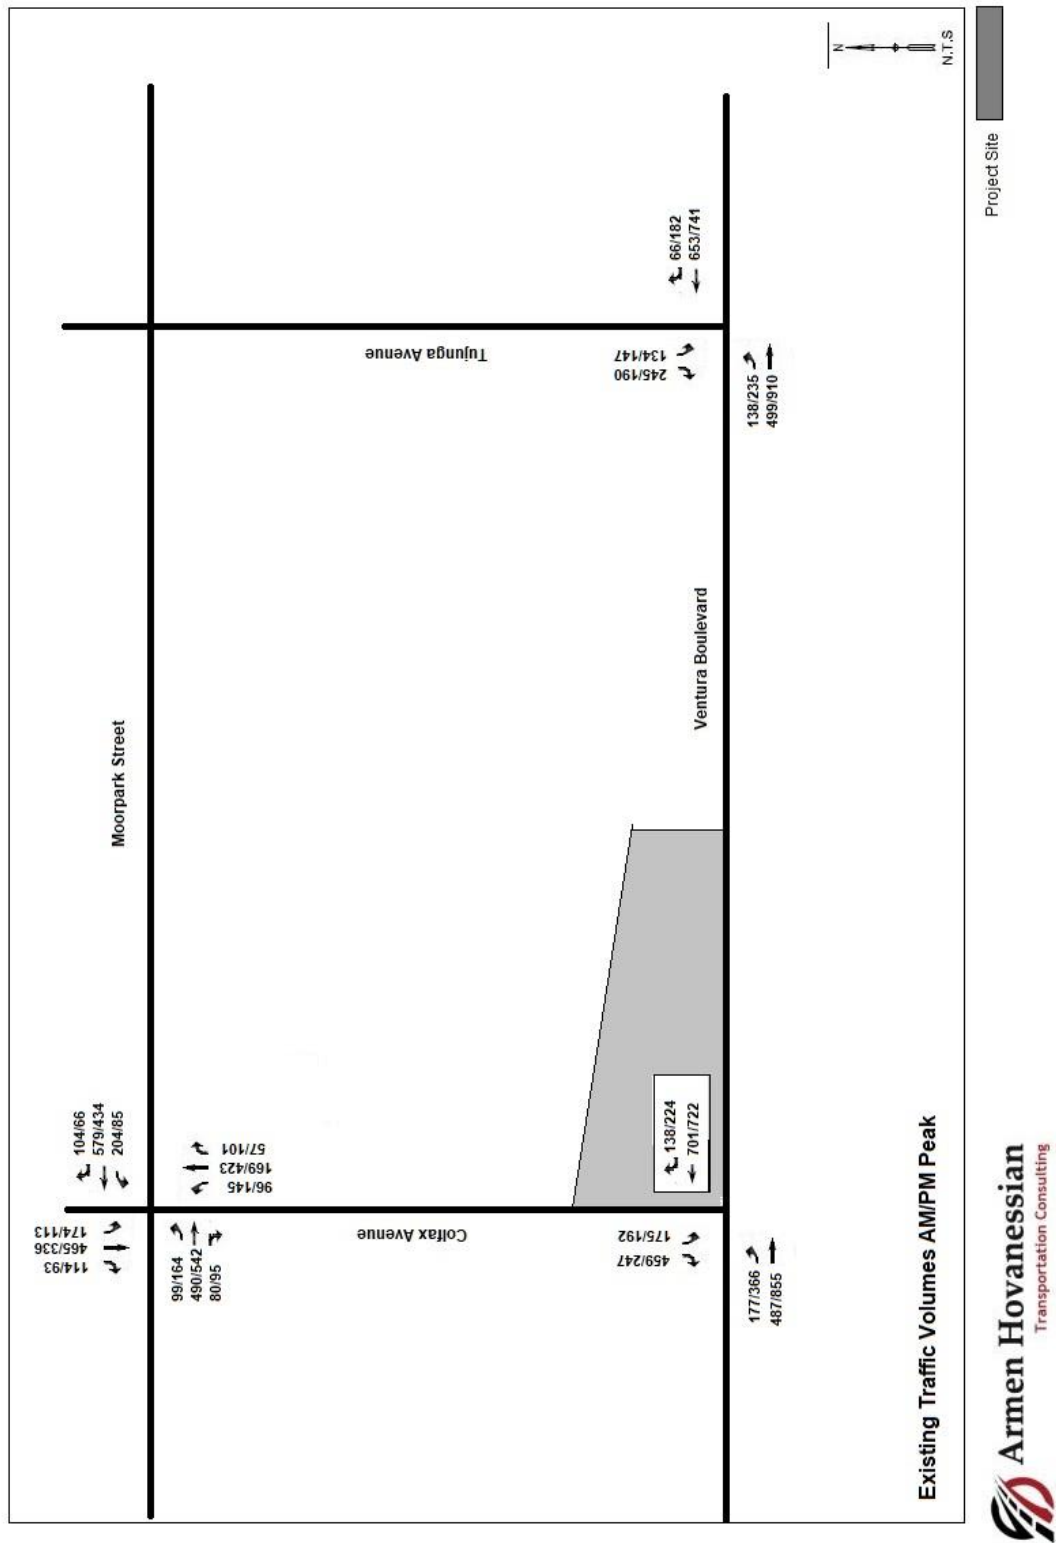 N
N.T.S
Moorpark Street
104/66
579/434
204/85
114/93
465/336
174/113
99/164
490/542
80/95
96/145
169/423
57/101
Colfax Avenue
Tujunga Avenue
138/224
701/722
459/247
175/192
177/366
487/855
Ventura Boulevard
245/190
134/147
66/182
653/741
138/235
499/910
Existing Traffic Volumes AM/PM Peak
Project Site
Armen Hovanessian
Transportation Consulting